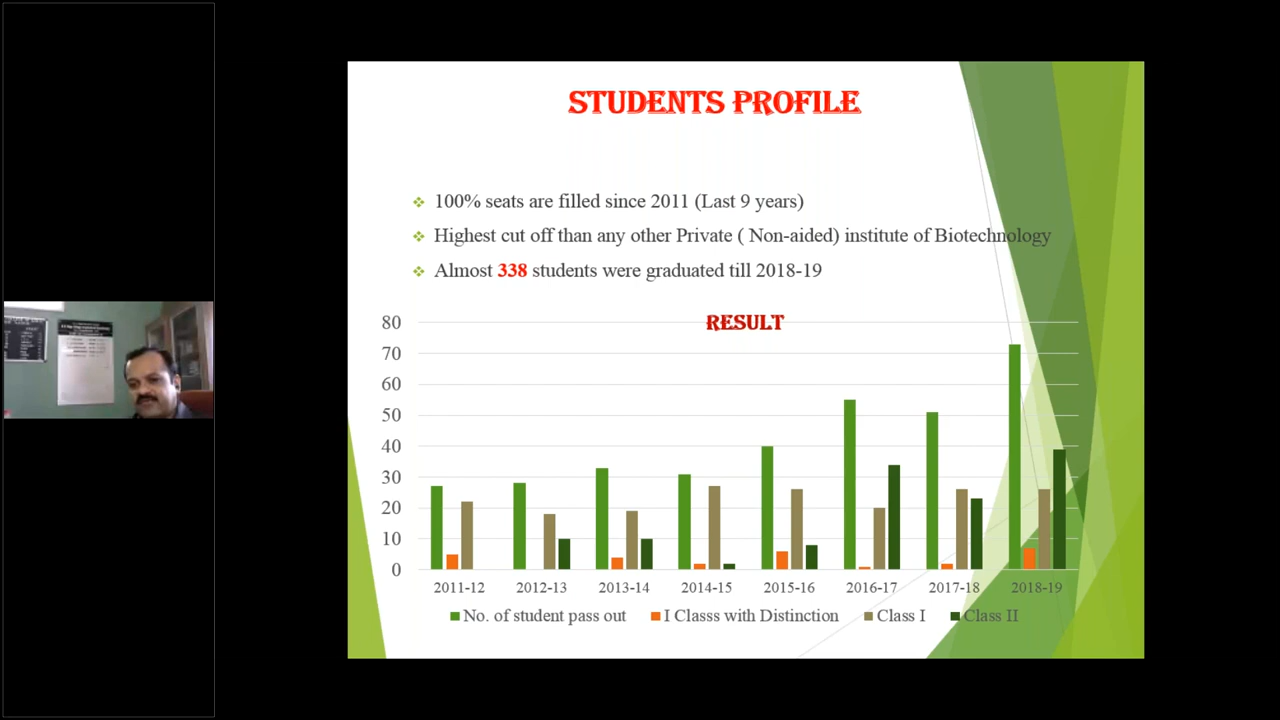 STUDENTS PROFILE
❖ 100% seats are filled since 2011 (Last 9 years)
❖ Highest cut off than any other Private ( Non-aided) institute of Biotechnology
❖ Almost 338 students were graduated till 2018-19
RESULT
80
70
60
50
40
30
20
10
0
2011-12 2012-13 2013-14 2014-15 2015-16 2016-17 2017-18 2018-19
No. of student pass out I Classs with Distinction Class I Class II